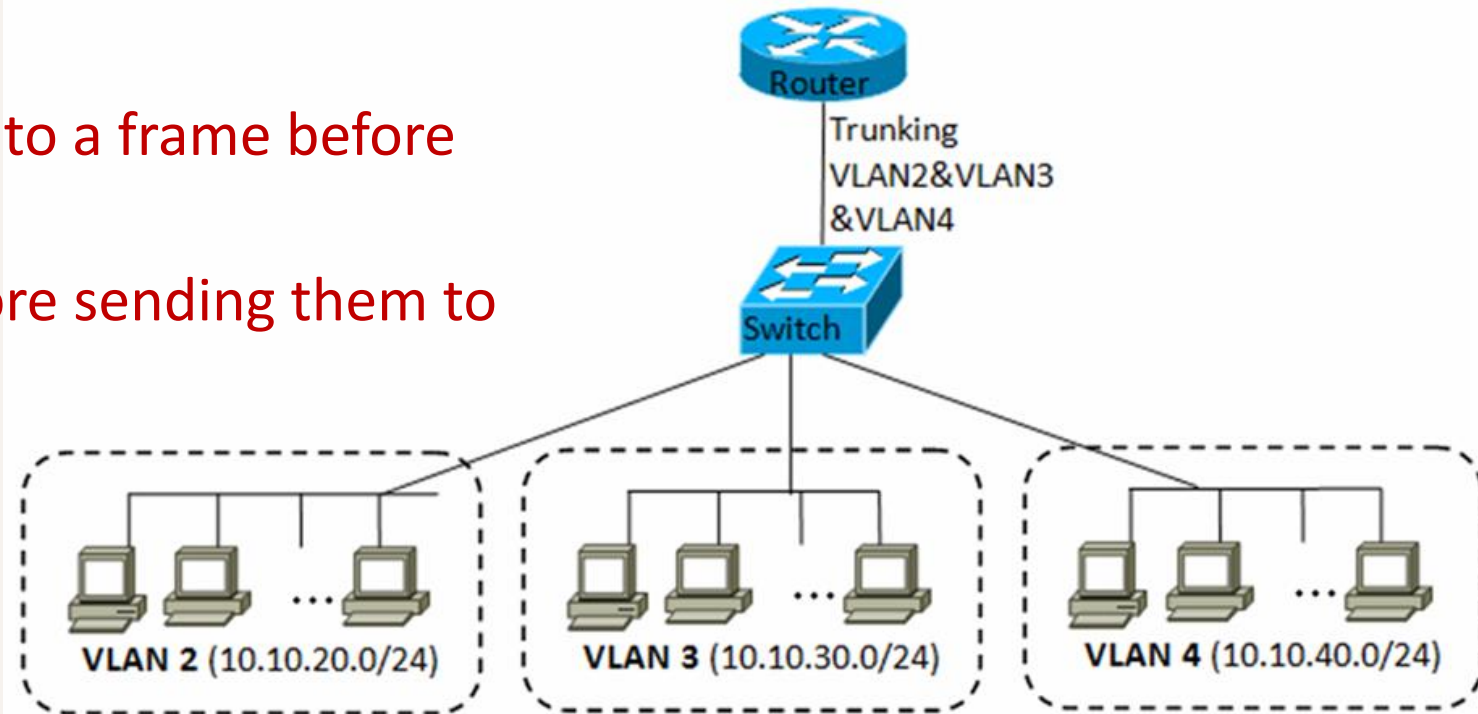 Router
to a frame before
Trunking
VLAN2&VLAN3
&VLAN4
re sending them to
Switch
...
...
...
VLAN 2 (10.10.20.0/24)
VLAN 3 (10.10.30.0/24)
VLAN 4 (10.10.40.0/24)